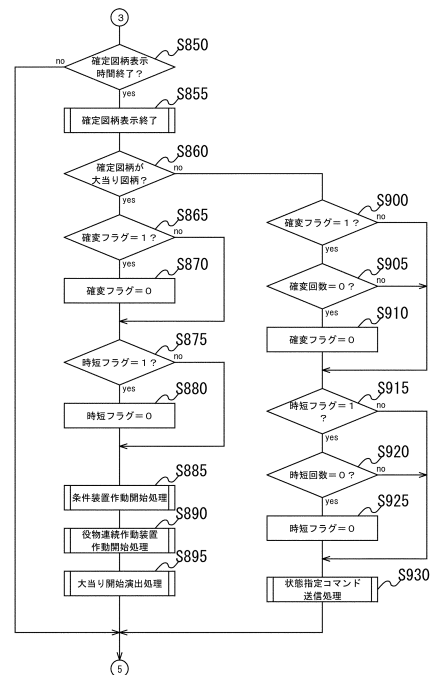 3
S850
確定図柄表示
時間終了?
no
yes
S855
確定図柄表示終了
S860
確定図柄が
大当り図柄?
no
yes
S865
確変フラグ=1?
no
yes
S870
確変フラグ=0
S875
時短フラグ=1?
no
yes
S880
時短フラグ=0
S885
条件装置作動開始処理
S890
役物連続作動装置
作動開始処理
S895
大当り開始演出処理
S900
確変フラグ=1?
no
yes
S905
確変回数=0?
no
yes
S910
確変フラグ=0
S915
時短フラグ=1
?
no
yes
S920
時短回数=0?
no
yes
S925
時短フラグ=0
S930
状態指定コマンド
送信処理
5